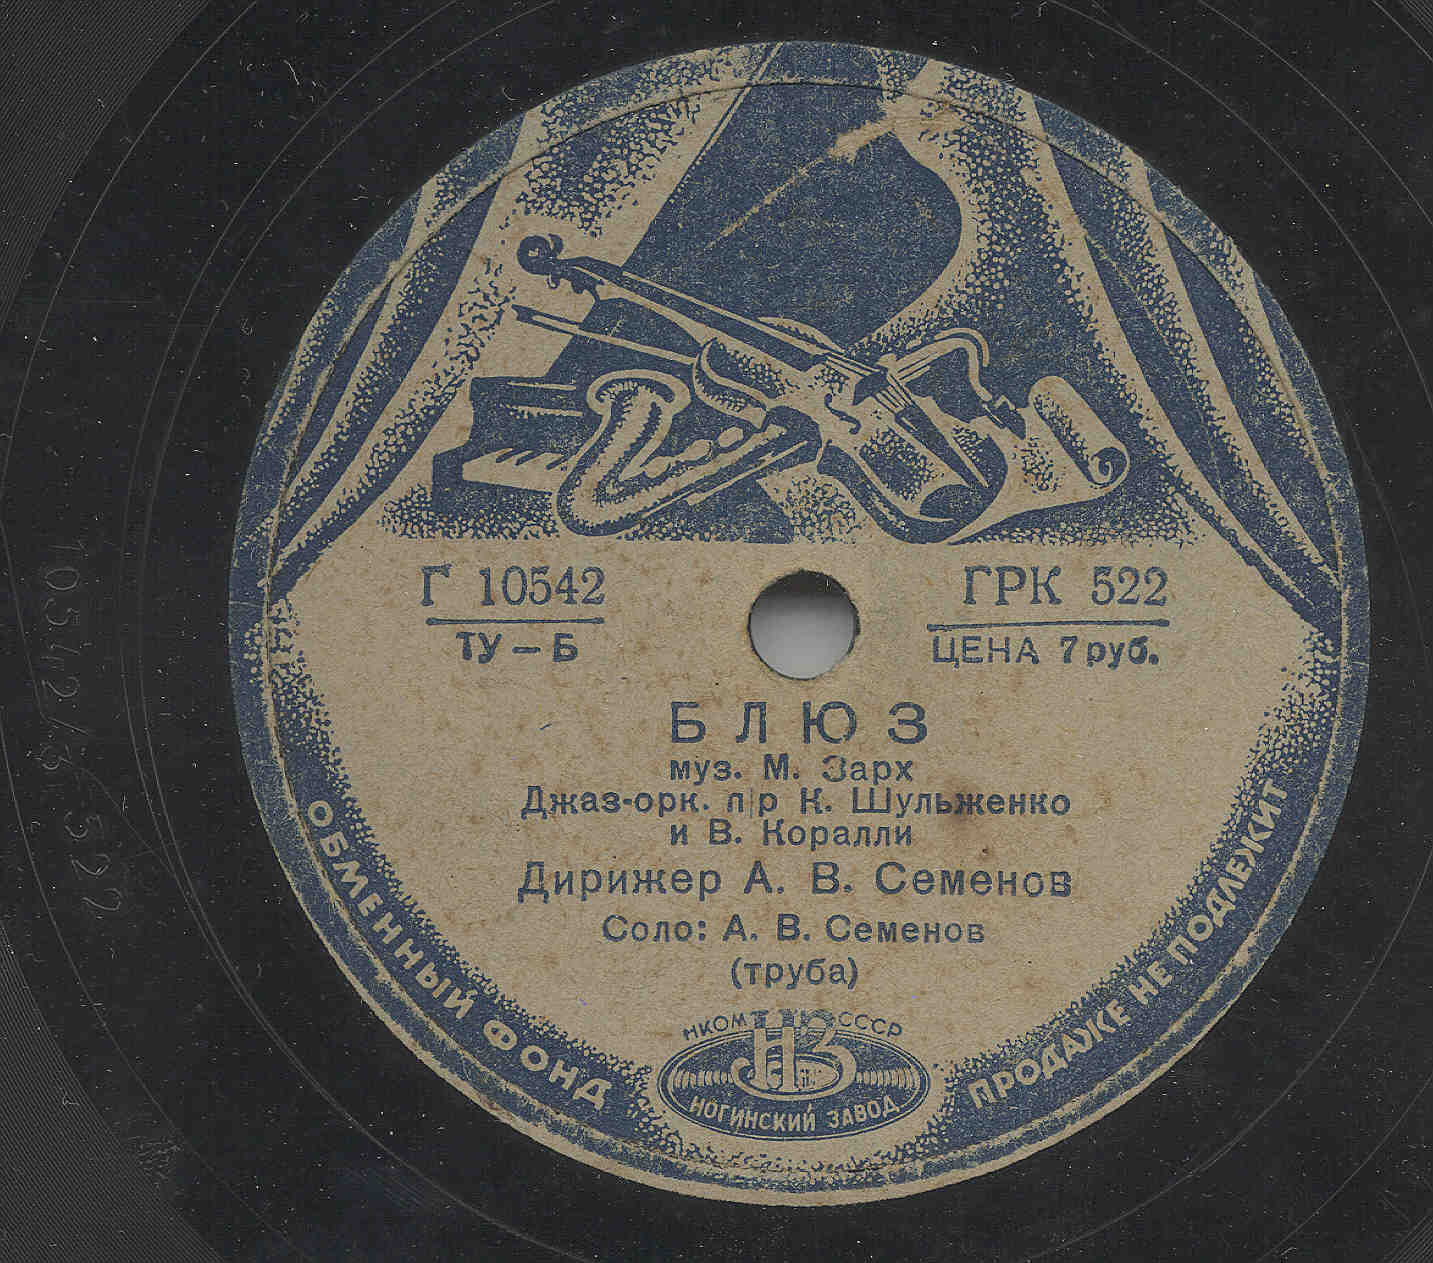 Г 10542
ГРК 522
ТУ – Б
ЦЕНА 7 руб.
БЛЮЗ
муз. М. Зарх
Джаз-орк. п|р К. Шульженко
и В. Коралли
Дирижер А. В. Семенов
Соло: А. В. Семенов
(труба)
НКОМ СССР
НЗ
НОГИНСКИЙ ЗАВОД
ОБМЕННЫЙ ФОНД
ПРОДАЖЕ НЕ ПОДЛЕЖИТ
10542/3
522